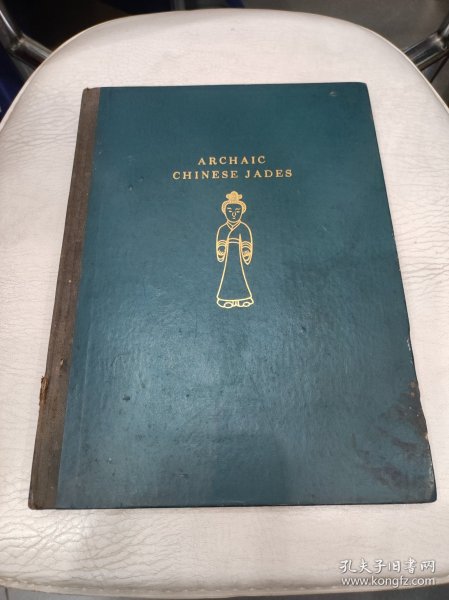 ARCHAIC
CHINESE JADES
孔夫子旧书网
www.kongfz.com